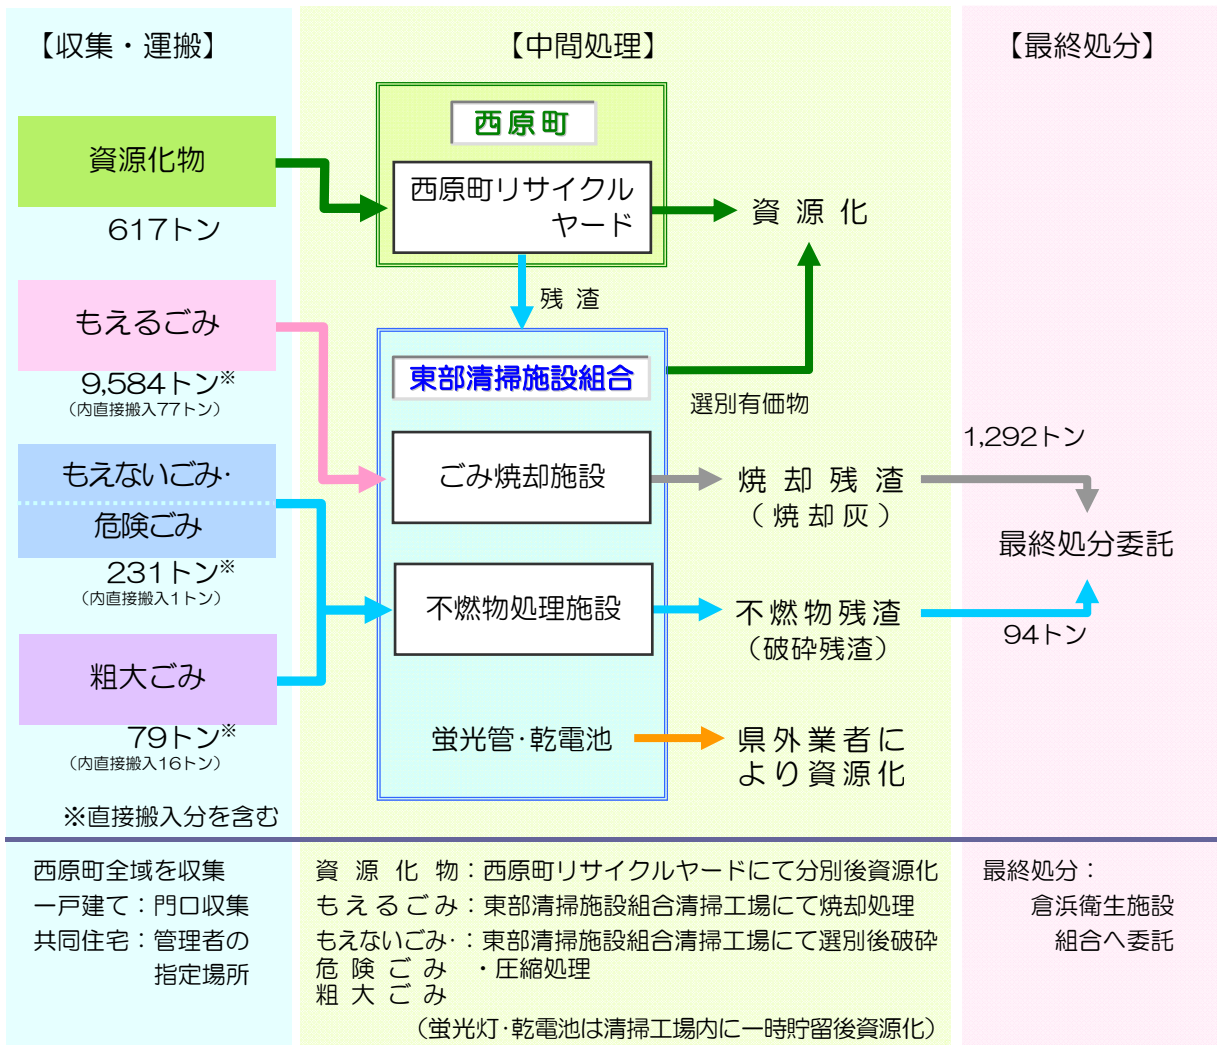 【収集・運搬】
資源化物
617トン
もえるごみ
9,584トン※
（内直接搬入77トン）
もえないごみ・
危険ごみ
231トン※
（内直接搬入1トン）
粗大ごみ
79トン※
（内直接搬入16トン）
※直接搬入分を含む
【中間処理】
西原町
西原町リサイクル
ヤード
資源化
残渣
東部清掃施設組合
選別有価物
ごみ焼却施設
焼却残渣
（焼却灰）
不燃物処理施設
不燃物残渣
（破砕残渣）
蛍光管・乾電池
県外業者に
より資源化
【最終処分】
1,292トン
最終処分委託
94トン
西原町全域を収集
一戸建て：門口収集
共同住宅：管理者の
指定場所
資源化物：西原町リサイクルヤードにて分別後資源化
もえるごみ：東部清掃施設組合清掃工場にて焼却処理
もえないごみ・：東部清掃施設組合清掃工場にて選別後破砕
危険ごみ ・圧縮処理
粗大ごみ
（蛍光灯・乾電池は清掃工場内に一時貯留後資源化）
最終処分：
倉浜衛生施設
組合へ委託